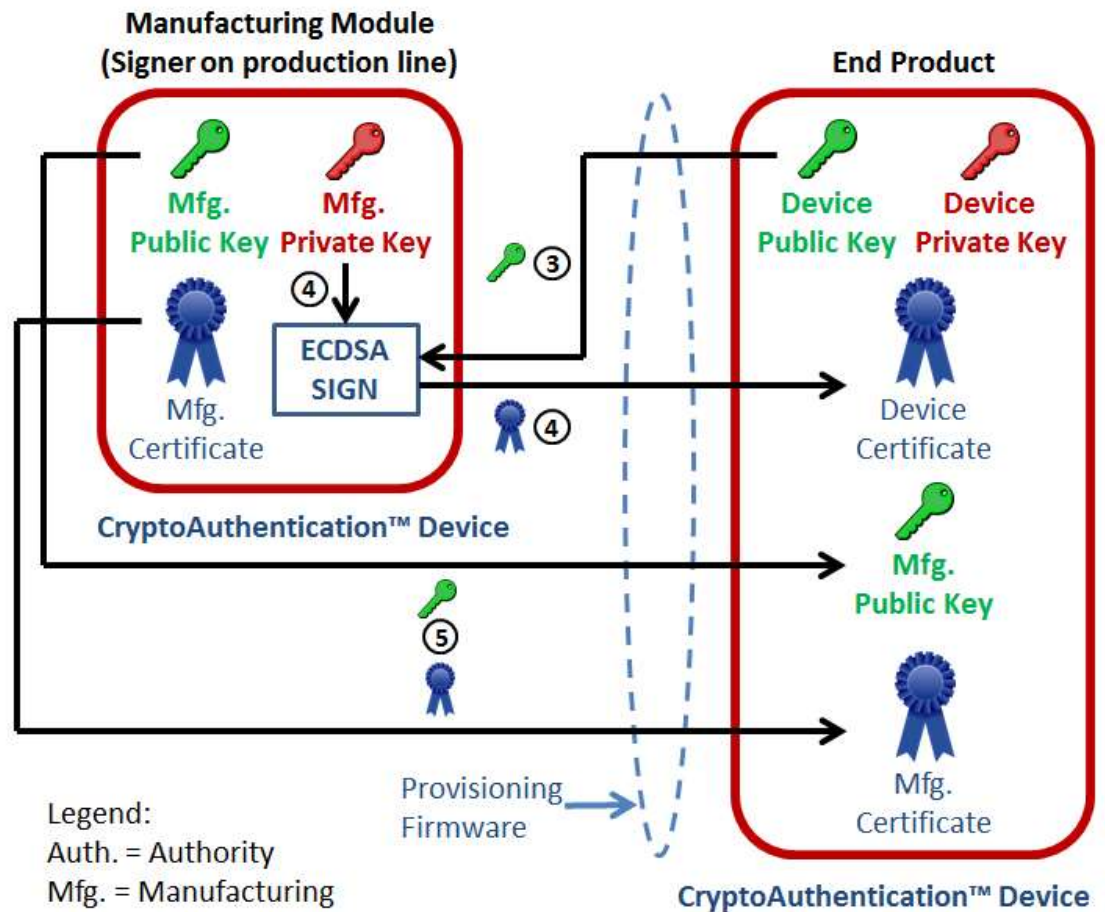 Manufacturing Module
(Signer on production line)
End Product
Mfg.
Public Key
Mfg.
Private Key
Device
Public Key
Device
Private Key
③
④
ECDSA
SIGN
Mfg.
Certificate
④
Device
Certificate
CryptoAuthentication™ Device
Mfg.
Public Key
⑤
Provisioning
Firmware
Mfg.
Certificate
Legend:
Auth. = Authority
Mfg. = Manufacturing
CryptoAuthentication™ Device